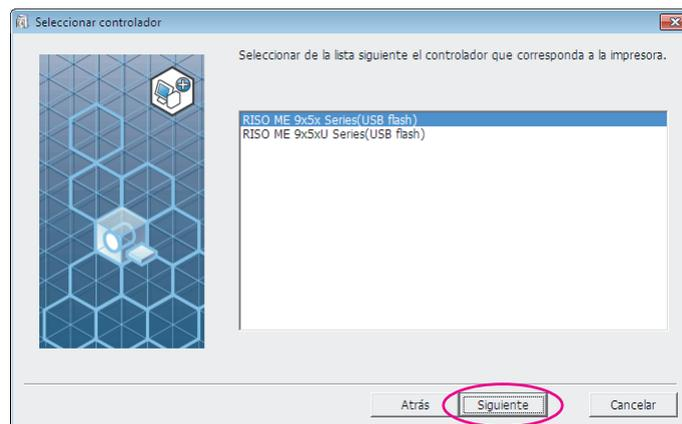 Seleccionar controlador
Seleccionar de la lista siguiente el controlador que corresponda a la impresora.
RISO ME 9x5x Series(USB flash)
RISO ME 9x5xU Series(USB flash)
Atrás Siguiente Cancelar